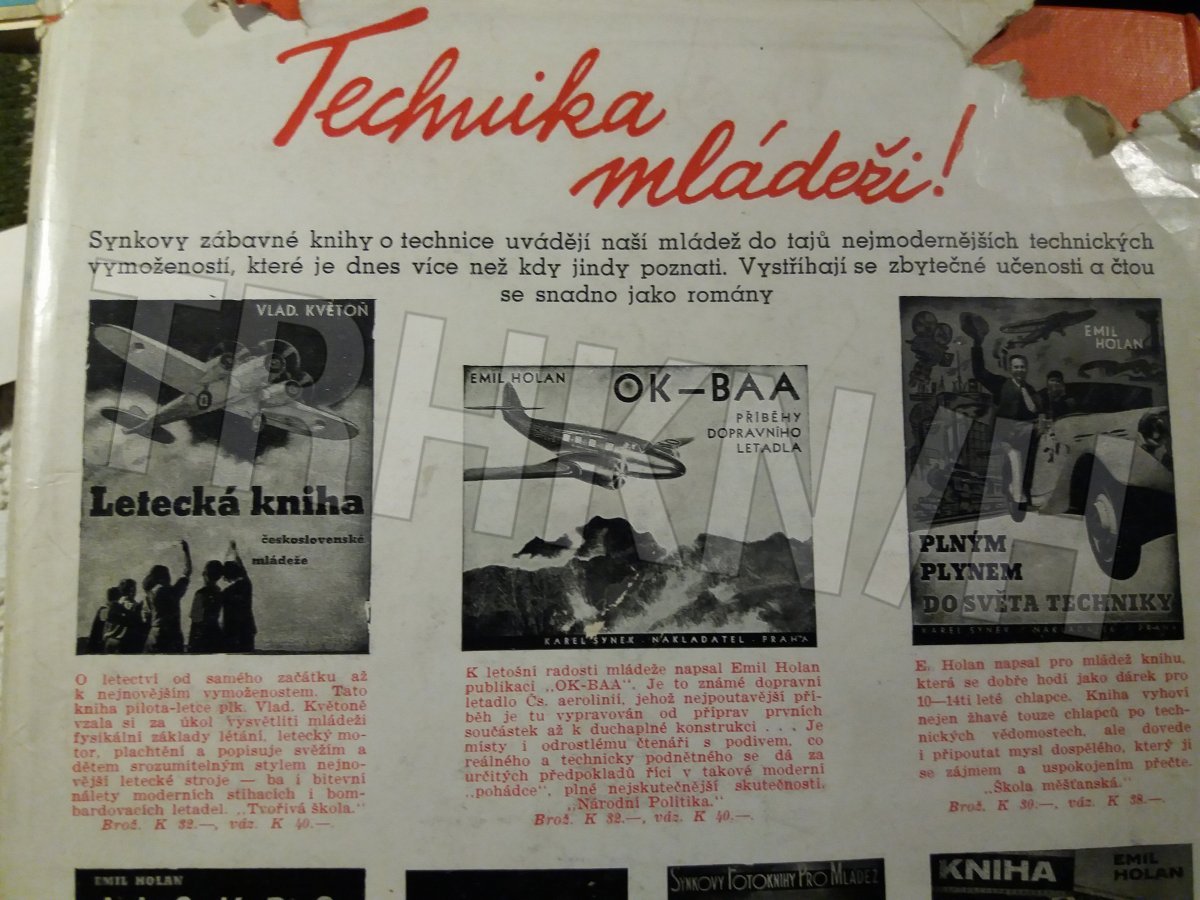 Technika
mládeži!
Synkovy zábavné knihy o technice uvádějí naší mládež do tajů nejmodernějších technických
vymožeností, které je dnes více než kdy jindy poznati. Vystříhají se zbytečné učenosti a čtou
se snadno jako romány
VLAD. KVĚTOŇ
Letecká kniha
československé
mládeže
O letectví od samého začátku až
k nejnovějším vymoženostem. Tato
kniha pilota-letce plk. Vlad. Květoně
vzala si za úkol vysvětliti mládeži
fysikální základy létání, letecký mo-
tor, plachtění a popisuje svěžím a
dětem srozumitelným stylem nejno-
vější letecké stroje — ba i bitevní
nálety moderních stíhacích i bom-
bardovacích letadel. „Tvořivá škola."
Brož. K 32.—, váz. K 40.—.
EMIL HOLAN
OK—BAA
PŘÍBĚHY
DOPRAVNÍHO
LETADLA
KAREL SYNEK - NAKLADATEL - PRAHA
K letošní radosti mládeže napsal Emil Holan
publikaci „OK-BAA". Je to známé dopravní
letadlo Čs. aerolinií, jehož nejpoutavější pří-
běh je tu vypravován od příprav prvních
součástek až k duchaplné konstrukci . . . Je
místy i odrostlému čtenáři s podivem, co
reálného a technicky podnětného se dá za
určitých předpokladů říci v takové moderní
„pohádce", plné nejskutečnější skutečnosti.
„Národní Politika."
Brož. K 32.—, váz. K 40.—.
EMIL
HOLAN
PLNÝM
PLYNEM
DO SVĚTA TECHNIKY
KAREL SYNEK - NAKLADATEL - PRAHA
E. Holan napsal pro mládež knihu,
která se dobře hodí jako dárek pro
10—14ti leté chlapce. Kniha vyhoví
nejen žhavé touze chlapců po tech-
nických vědomostech, ale dovede
i připoutat mysl dospělého, který ji
se zájmem a uspokojením přečte.
„Škola měšťanská."
Brož. K 30.—, váz. K 38.—.
EMIL HOLAN
SYNKOVY FOTOKNIHY PRO MLÁDEŽ
KNIHA
EMIL
HOLAN